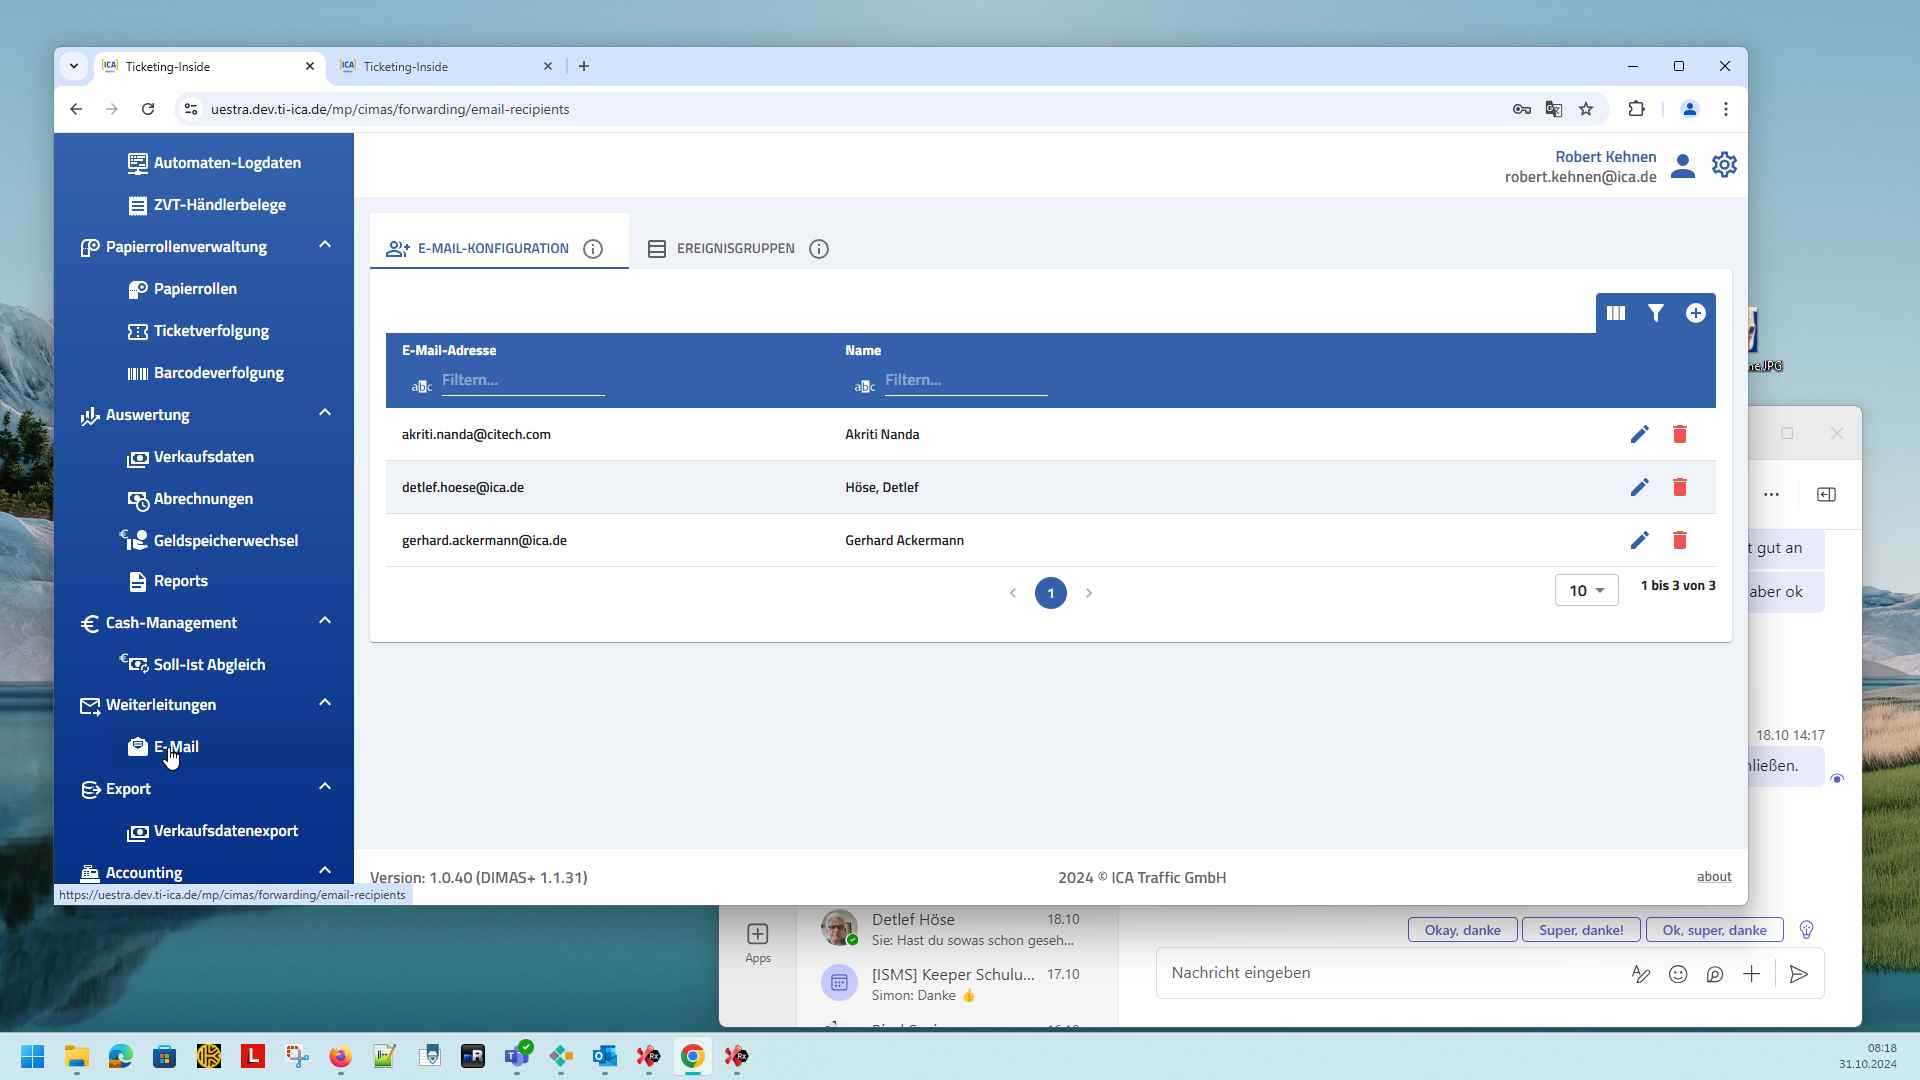 Ticketing-Inside
Ticketing-Inside
uestra.dev.ti-ica.de/mp/cimas/forwarding/email-recipients
Automaten-Logdaten
ZVT-Händlerbelege
Papierrollenverwaltung
Papierrollen
Ticketverfolgung
Barcodeverfolgung
Auswertung
Verkaufsdaten
Abrechnungen
Geldspeicherwechsel
Reports
Cash-Management
Soll-Ist Abgleich
Weiterleitungen
E-Mail
Export
Verkaufsdatenexport
Accounting
https://uestra.dev.ti-ica.de/mp/cimas/forwarding/email-recipients
Robert Kehnen
robert.kehnen@ica.de
E-MAIL-KONFIGURATION
EREIGNISGRUPPEN
E-Mail-Adresse Name
abc Filtern... abc Filtern...
akriti.nanda@citech.com Akriti Nanda
detlef.hoese@ica.de Höse, Detlef
gerhard.ackermann@ica.de Gerhard Ackermann
1
10
1 bis 3 von 3
Version: 1.0.40 (DIMAS+ 1.1.31)
2024 © ICA Traffic GmbH
about
ne.JPG
t gut an
aber ok
18.10 14:17
ließen.
Apps
Detlef Höse 18.10
Sie: Hast du sowas schon geseh...
[ISMS] Keeper Schulu... 17.10
Simon: Danke 👍
Okay, danke
Super, danke!
Ok, super, danke
Nachricht eingeben
08:18
31.10.2024